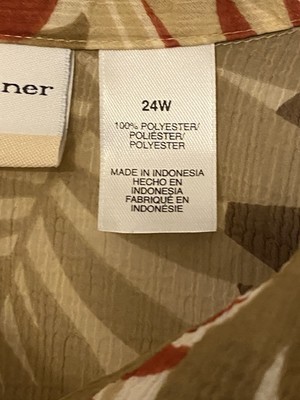 ner
24W
100% POLYESTER/
POLIÉSTER/
POLYESTER
MADE IN INDONESIA
HECHO EN
INDONESIA
FABRIQUÉ EN
INDONÉSIE